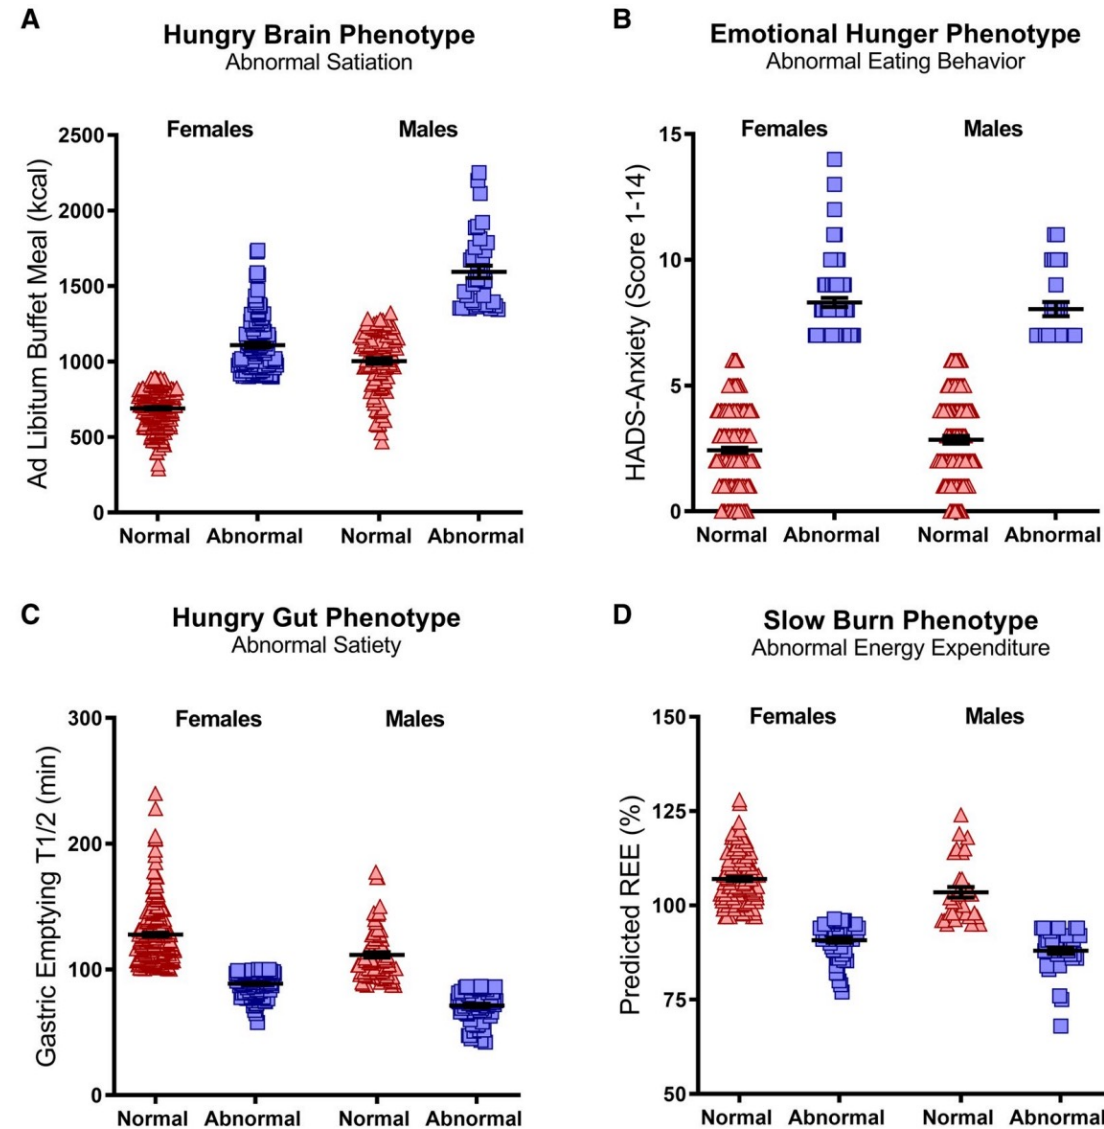 A
Hungry Brain Phenotype
Abnormal Satiation
Females
Males
Ad Libitum Buffet Meal (kcal)
2500
2000
1500
1000
500
0
Normal
Abnormal
Normal
Abnormal
B
Emotional Hunger Phenotype
Abnormal Eating Behavior
Females
Males
HADS-Anxiety (Score 1-14)
15
10
5
0
Normal
Abnormal
Normal
Abnormal
C
Hungry Gut Phenotype
Abnormal Satiety
Females
Males
Gastric Emptying T1/2 (min)
300
200
100
0
Normal
Abnormal
Normal
Abnormal
D
Slow Burn Phenotype
Abnormal Energy Expenditure
Females
Males
Predicted REE (%)
150
125
100
75
50
Normal
Abnormal
Normal
Abnormal